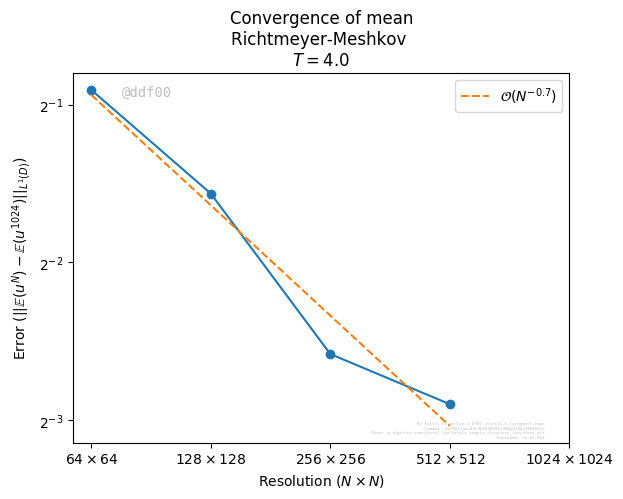 Convergence of mean
Richtmeyer-Meshkov
T = 4.0
@ddf00
O(N^{-0.7})
Error (||𝔼(u^N) − 𝔼(u^{1024})||_{L^1(D)})
2^{-1}
2^{-2}
2^{-3}
64 × 64
128 × 128
256 × 256
512 × 512
1024 × 1024
Resolution (N × N)